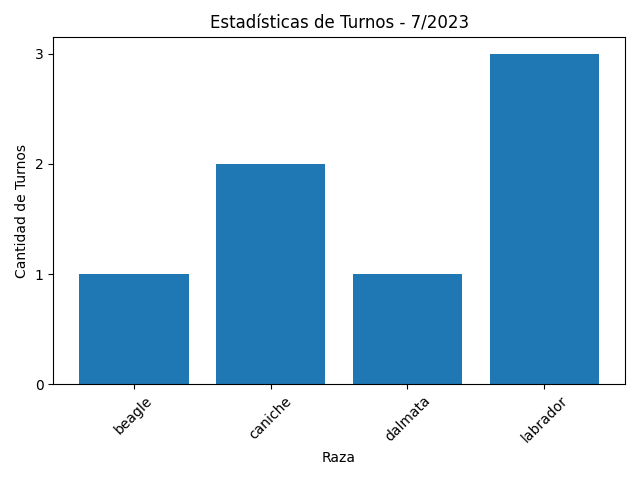 Estadísticas de Turnos - 7/2023
Cantidad de Turnos
3
2
1
0
beagle
caniche
dalmata
labrador
Raza